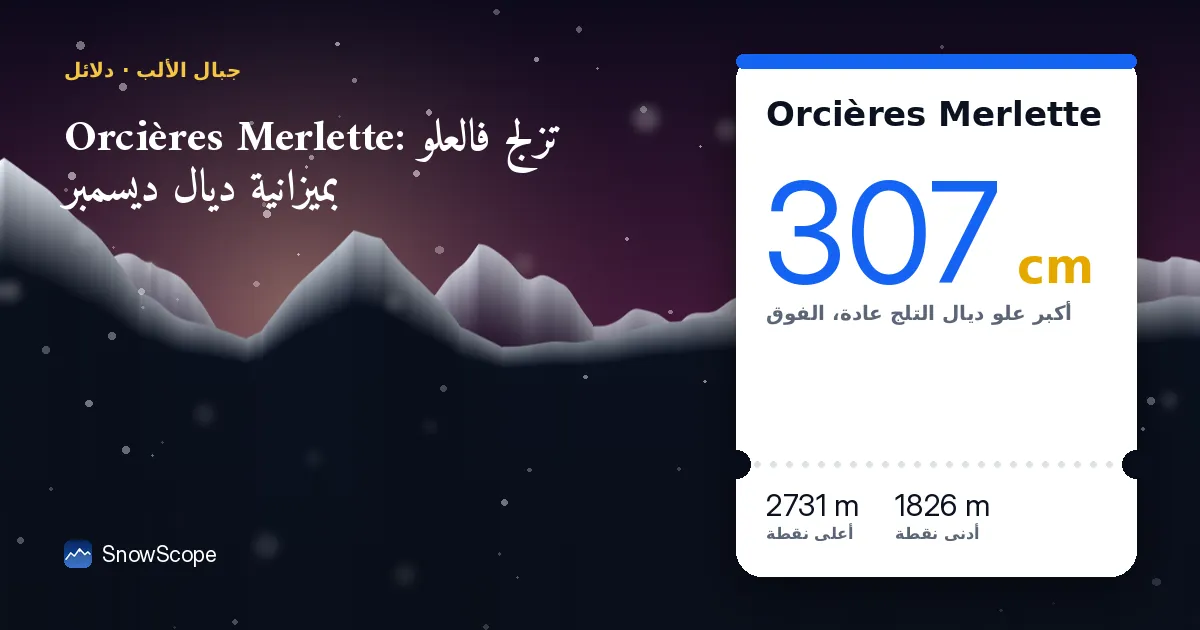 جبال الألب · دلائل
Orcières Merlette: تزلج فالعلو
بميزانية ديال ديسمبر
SnowScope
Orcières Merlette
307 cm
أكبر علو ديال التلج عادة، الفوق
2731 m
أعلى نقطة
1826 m
أدنى نقطة